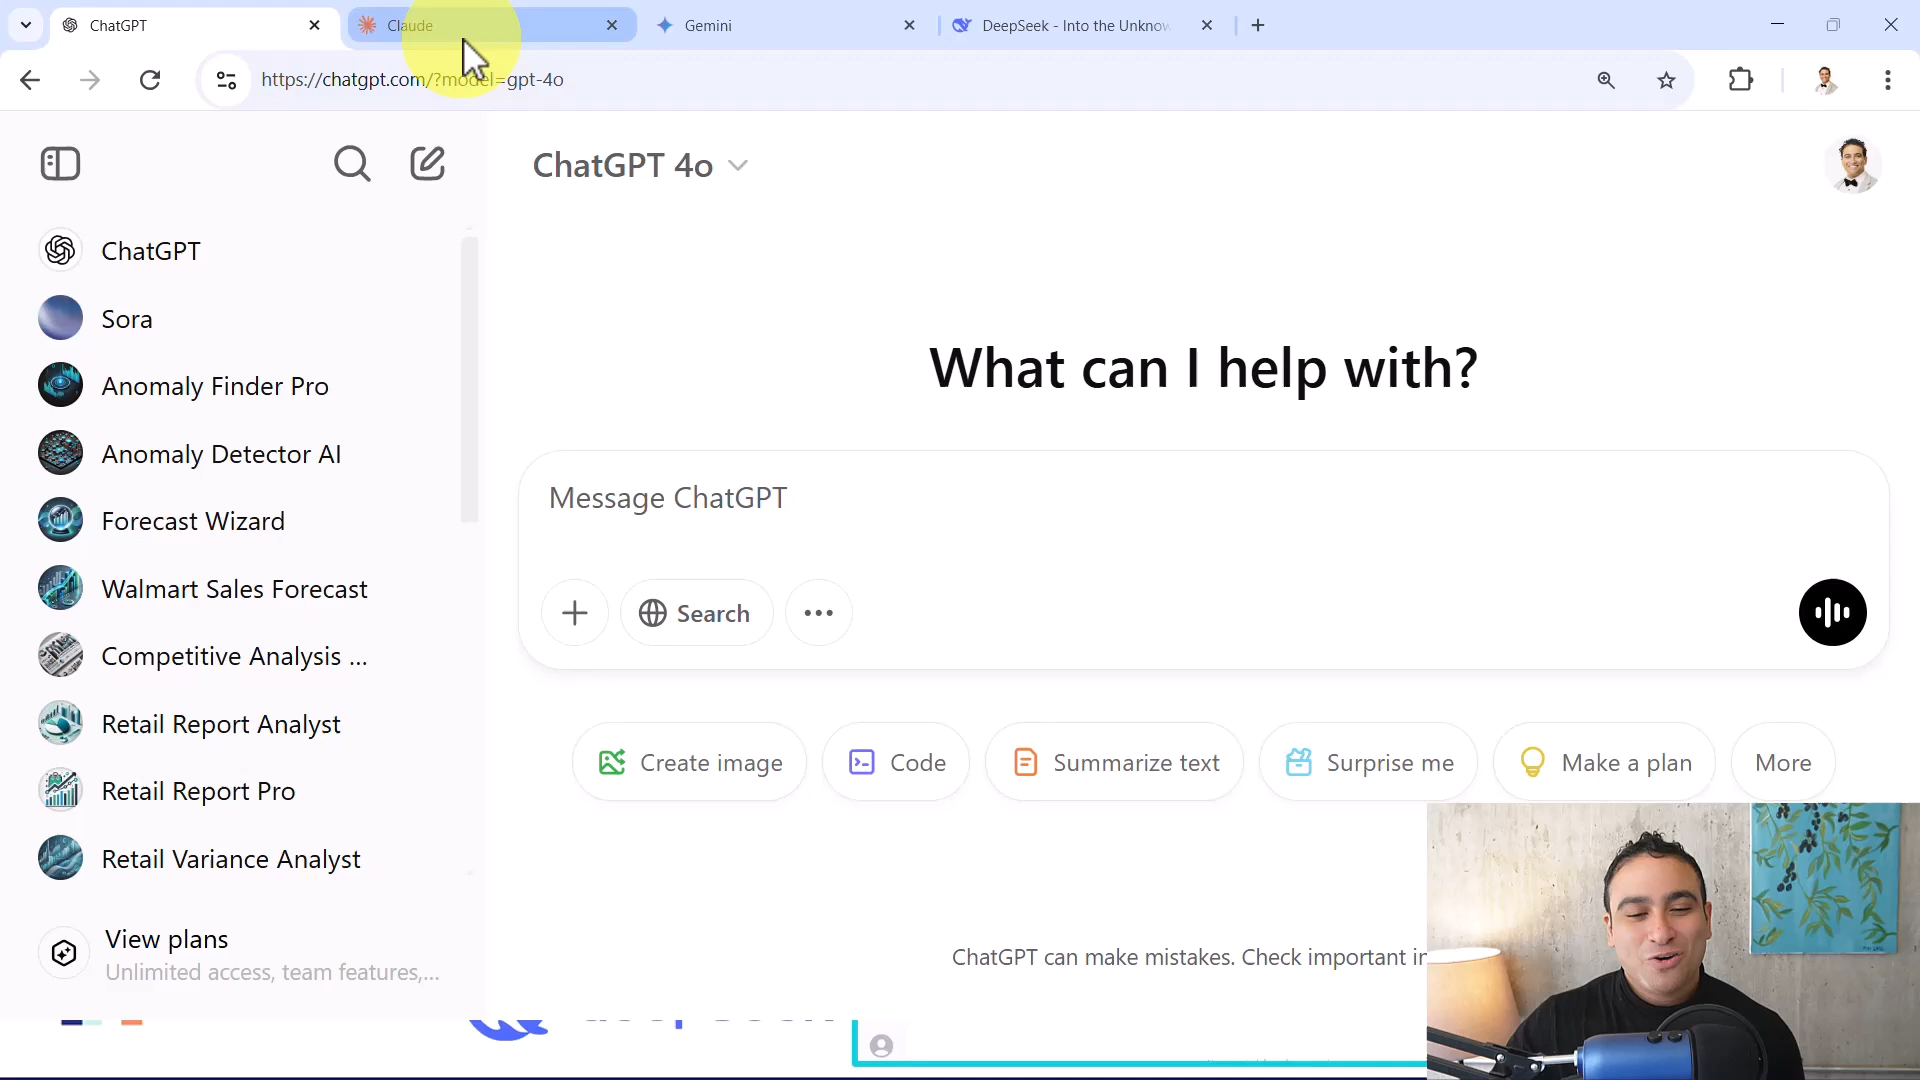 ChatGPT
Claude
Gemini
DeepSeek - Into the Unknow
https://chatgpt.com/?model=gpt-4o
ChatGPT 4o
ChatGPT
Sora
Anomaly Finder Pro
Anomaly Detector AI
Forecast Wizard
Walmart Sales Forecast
Competitive Analysis ...
Retail Report Analyst
Retail Report Pro
Retail Variance Analyst
View plans
Unlimited access, team features,...
What can I help with?
Message ChatGPT
Search
Create image
Code
Summarize text
Surprise me
Make a plan
More
ChatGPT can make mistakes. Check important in